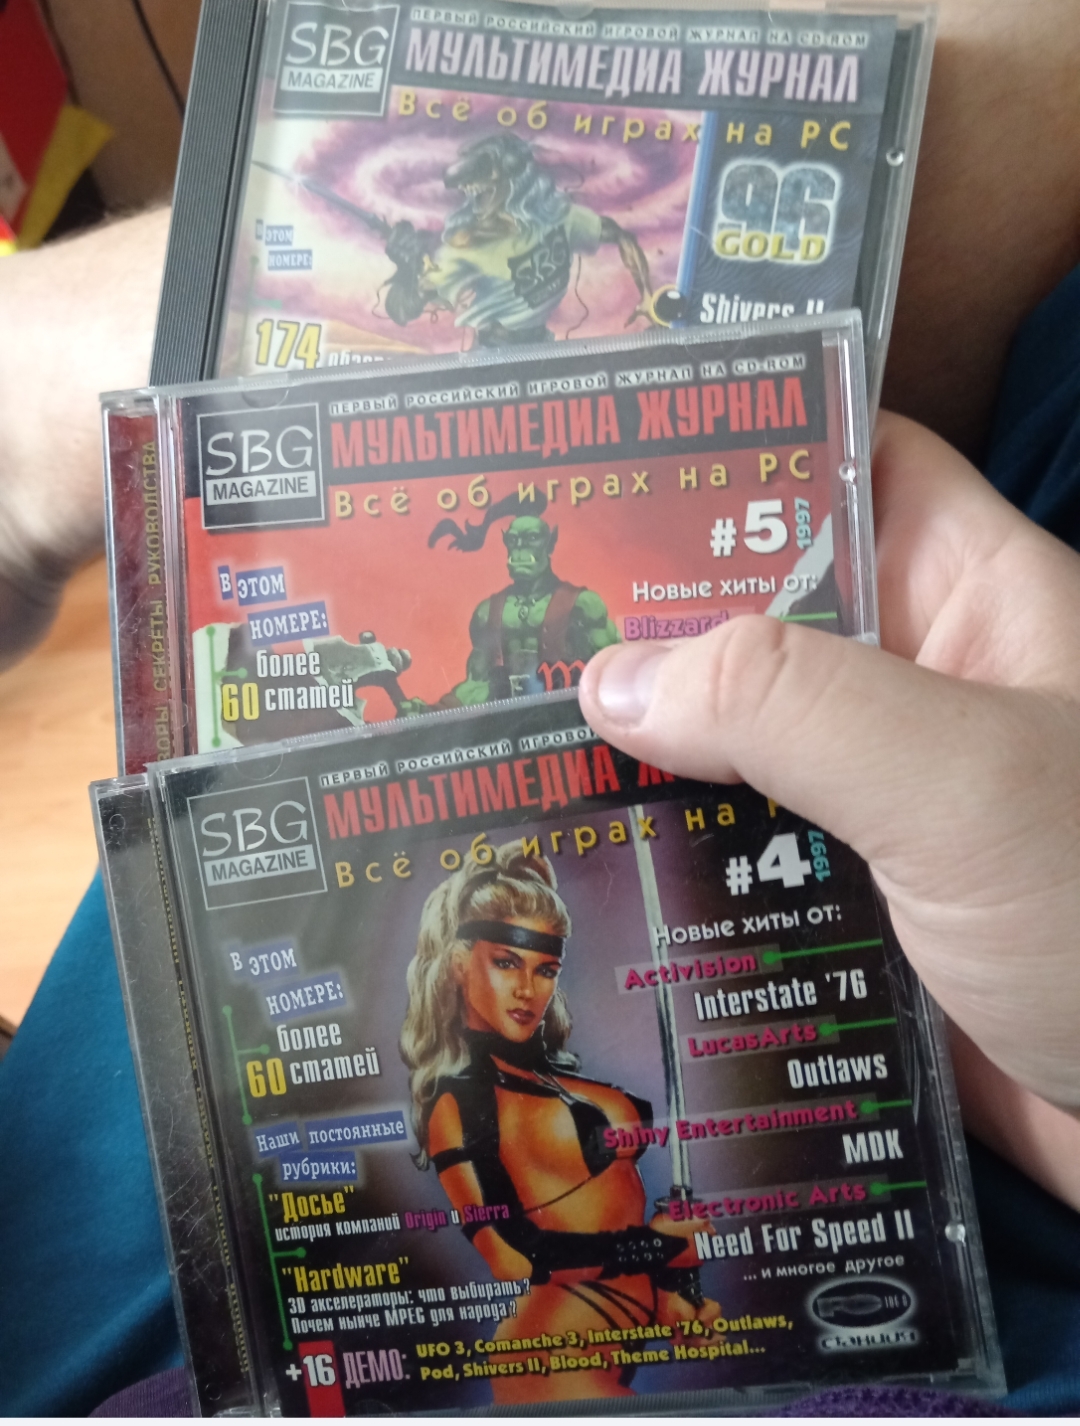 SBG
MAGAZINE
ПЕРВЫЙ РОССИЙСКИЙ ИГРОВОЙ ЖУРНАЛ НА CD-ROM
МУЛЬТИМЕДИА ЖУРНАЛ
Всё об играх на PC
96
GOLD
В ЭТОМ
НОМЕРЕ:
SBG
Shivers II
174
SBG
MAGAZINE
ПЕРВЫЙ РОССИЙСКИЙ ИГРОВОЙ ЖУРНАЛ НА CD-ROM
МУЛЬТИМЕДИА ЖУРНАЛ
Всё об играх на PC
#5 1997
СЕКРЕТЫ РУКОВОДСТВА
В ЭТОМ
НОМЕРЕ:
более
60 статей
Новые хиты от:
Blizzard
SBG
MAGAZINE
ПЕРВЫЙ РОССИЙСКИЙ ИГРОВО
МУЛЬТИМЕДИА Ж
Всё об играх на P
#4 1997
В ЭТОМ
НОМЕРЕ:
более
60 статей
Наши постоянные
рубрики:
"Досье"
история компаний Origin и Sierra
"Hardware"
3D акселераторы: что выбирать?
Почем нынче MPEG для народа?
+16 ДЕМО: UFO 3, Comanche 3, Interstate '76, Outlaws,
Pod, Shivers II, Blood, Theme Hospital...
Новые хиты от:
Activision
Interstate '76
LucasArts
Outlaws
Shiny Entertainment
MDK
Electronic Arts
Need For Speed II
... и многое другое
станция